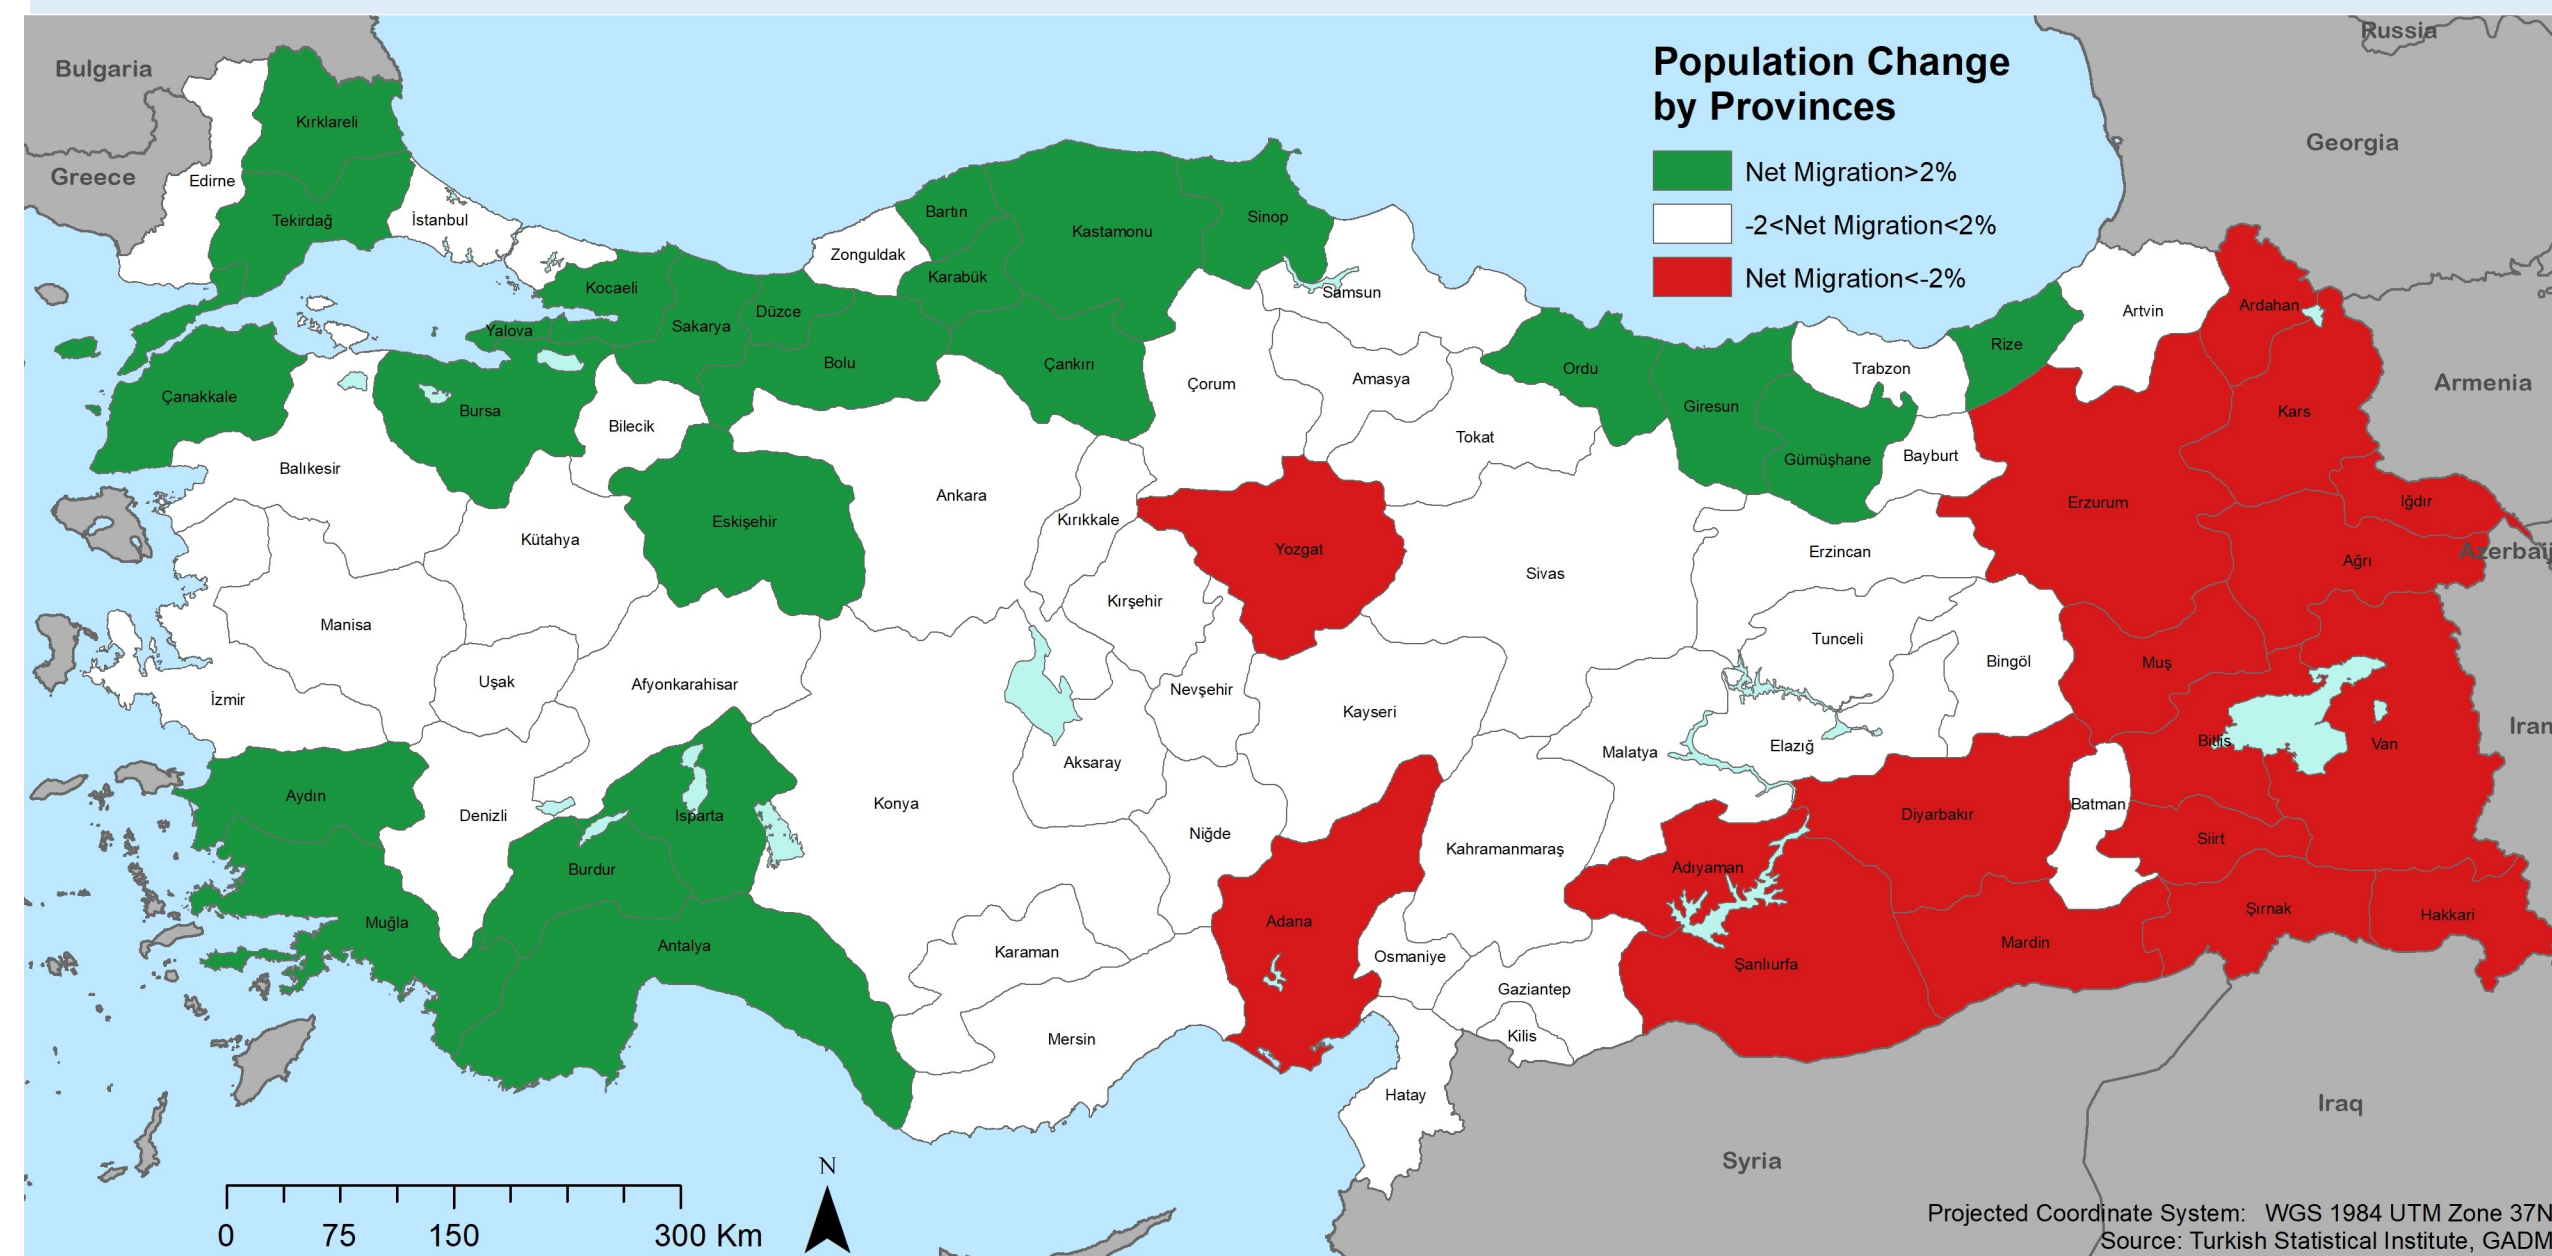 Population Change
by Provinces
Net Migration>2%
-2<Net Migration<2%
Net Migration<-2%
Russia
Bulgaria
Georgia
Greece
Armenia
Azerbaij
Iran
Iraq
Syria
Kırklareli
Edirne
Tekirdağ
İstanbul
Kocaeli
Yalova
Sakarya
Düzce
Bolu
Zonguldak
Bartın
Karabük
Kastamonu
Sinop
Çankırı
Samsun
Çorum
Amasya
Tokat
Ordu
Giresun
Gümüşhane
Trabzon
Bayburt
Rize
Artvin
Ardahan
Kars
Iğdır
Ağrı
Erzurum
Çanakkale
Balıkesir
Bursa
Bilecik
Eskişehir
Kütahya
Ankara
Kırıkkale
Kırşehir
Yozgat
Sivas
Erzincan
Tunceli
Bingöl
Muş
Bitlis
Van
Manisa
İzmir
Uşak
Afyonkarahisar
Konya
Aksaray
Nevşehir
Kayseri
Niğde
Malatya
Elazığ
Diyarbakır
Batman
Siirt
Şırnak
Hakkari
Mardin
Şanlıurfa
Adıyaman
Kahramanmaraş
Adana
Osmaniye
Gaziantep
Kilis
Hatay
Mersin
Karaman
Aydın
Denizli
Isparta
Burdur
Muğla
Antalya
N
0 75 150 300 Km
Projected Coordinate System: WGS 1984 UTM Zone 37N
Source: Turkish Statistical Institute, GADM